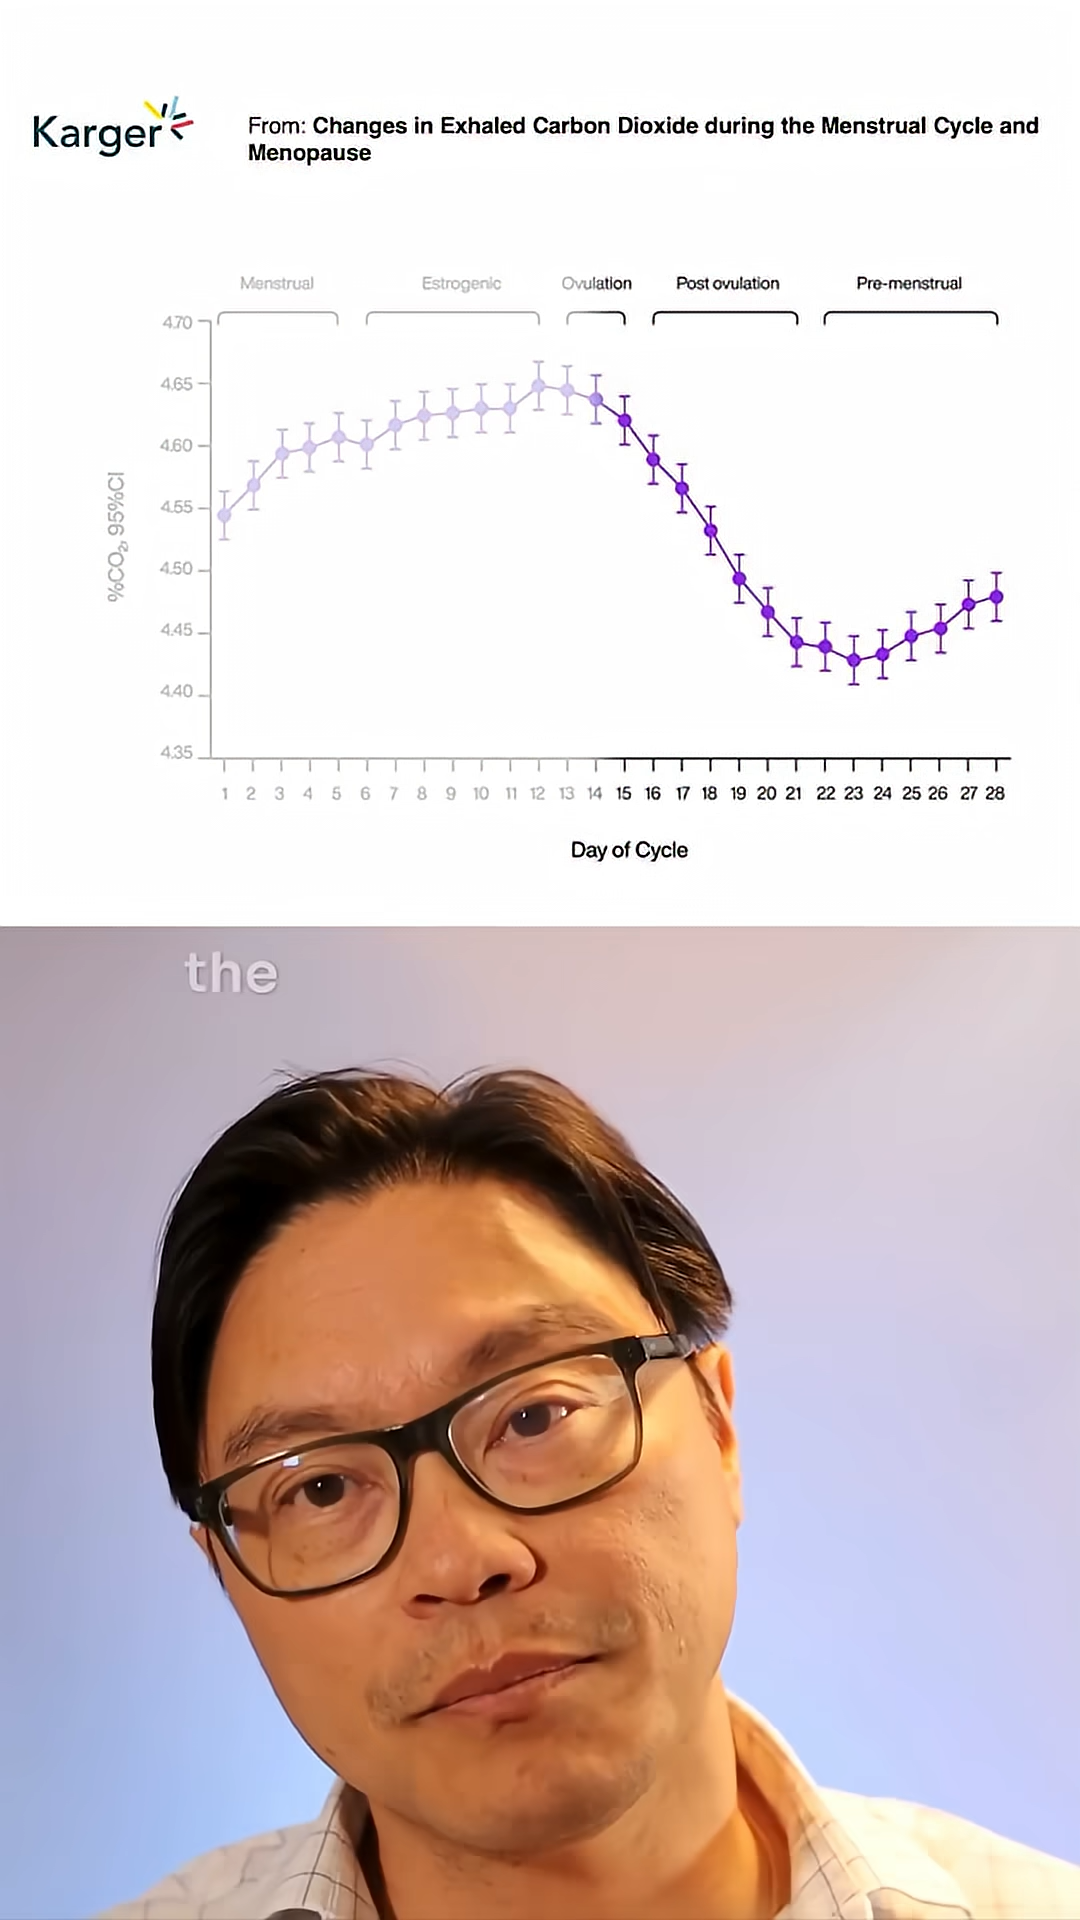 Karger
From: Changes in Exhaled Carbon Dioxide during the Menstrual Cycle and
Menopause
Menstrual Estrogenic Ovulation Post ovulation Pre-menstrual
4.70
4.65
4.60
4.55
4.50
4.45
4.40
4.35
%CO₂, 95%CI
1 2 3 4 5 6 7 8 9 10 11 12 13 14 15 16 17 18 19 20 21 22 23 24 25 26 27 28
Day of Cycle
the